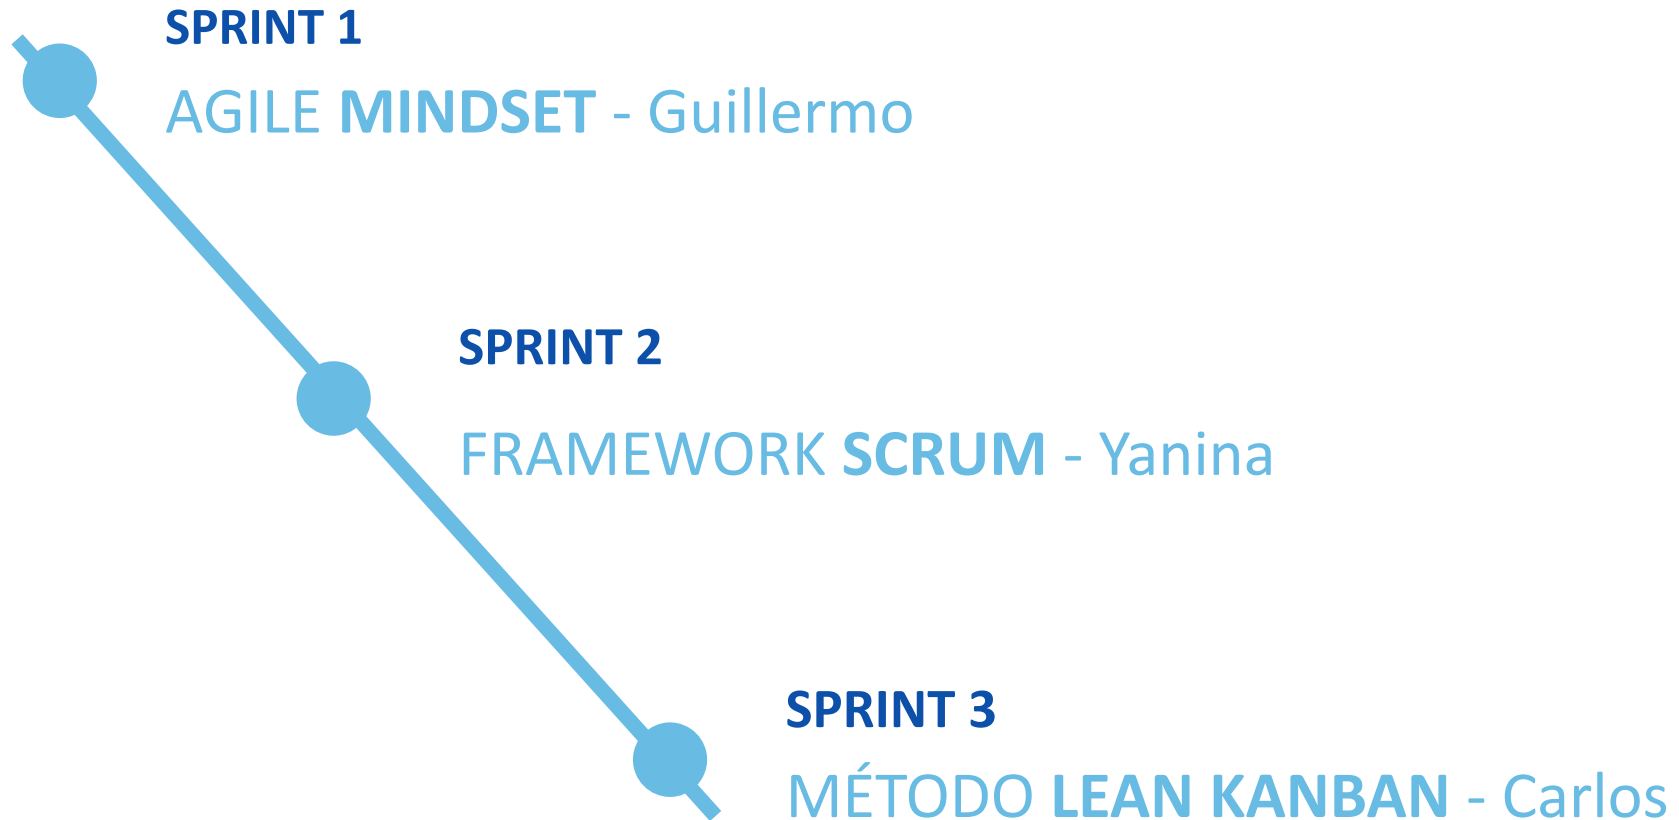 SPRINT 1
AGILE MINDSET - Guillermo
SPRINT 2
FRAMEWORK SCRUM - Yanina
SPRINT 3
MÉTODO LEAN KANBAN - Carlos